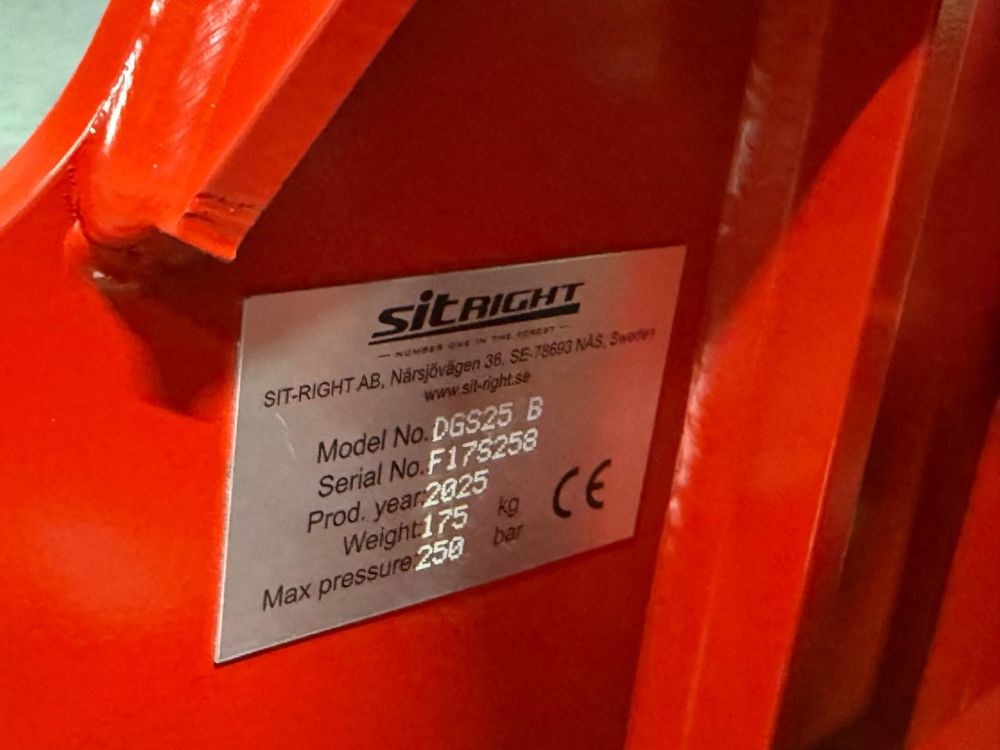 sitRIGHT
— NUMBER ONE IN THE FOREST —
SIT-RIGHT AB, Närsjövägen 36, SE-78693 NÅS, Sweden
www.sit-right.se
Model No. DGS25 B
Serial No. F17S258
Prod. year: 2025
Weight: 175 kg
Max pressure: 250 bar
CE